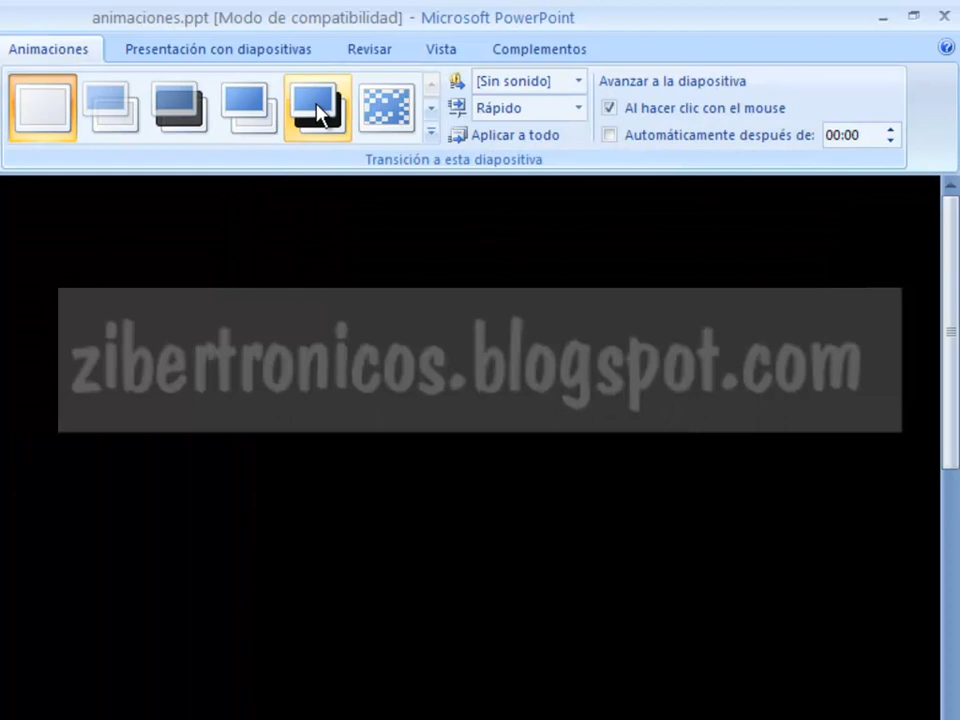 animaciones.ppt [Modo de compatibilidad] - Microsoft PowerPoint
Animaciones Presentación con diapositivas Revisar Vista Complementos
[Sin sonido] Avanzar a la diapositiva
Rápido Al hacer clic con el mouse
Aplicar a todo Automáticamente después de: 00:00
Transición a esta diapositiva
zibertronicos.blogspot.com